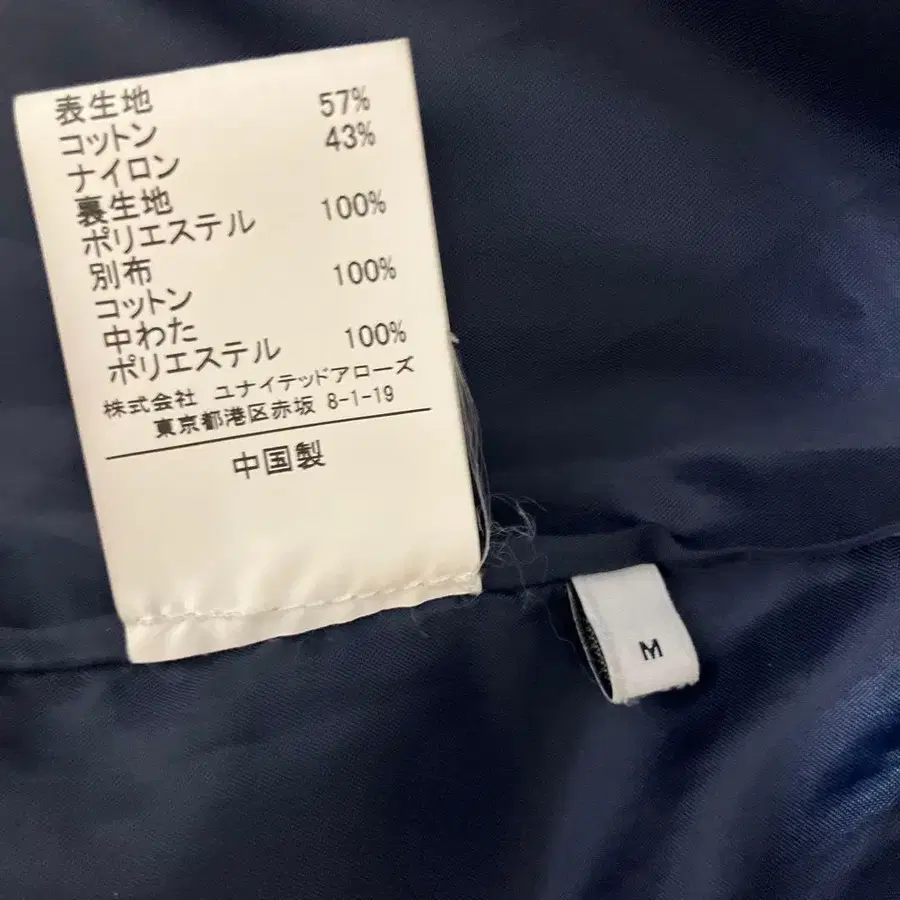 表生地
コットン 57%
ナイロン 43%
裏生地
ポリエステル 100%
別布
コットン 100%
中わた
ポリエステル 100%
株式会社 ユナイテッドアローズ
東京都港区赤坂 8-1-19
中国製
M